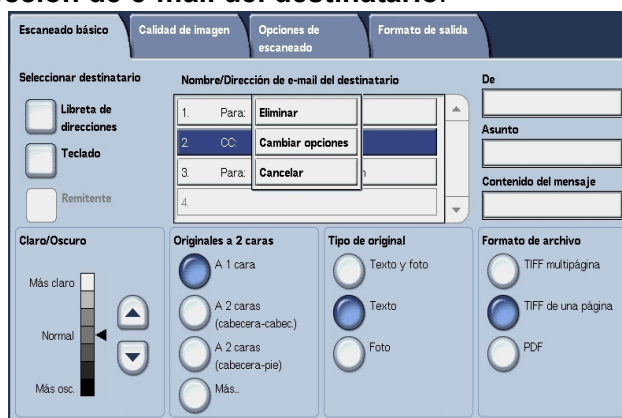 ección de e-mail del destinatario.
Escaneado básico
Calidad de imagen
Opciones de
escaneado
Formato de salida
Seleccionar destinatario
Nombre/Dirección de e-mail del destinatario
De
Libreta de
direcciones
1. Para:
Eliminar
Asunto
Teclado
2. CC:
Cambiar opciones
3. Para:
Cancelar
Contenido del mensaje
Remitente
4.
Claro/Oscuro
Originales a 2 caras
Tipo de original
Formato de archivo
Más claro
Normal
Más osc.
A 1 cara
A 2 caras
(cabecera-cabec.)
A 2 caras
(cabecera-pie)
Más...
Texto y foto
Texto
Foto
TIFF multipágina
TIFF de una página
PDF